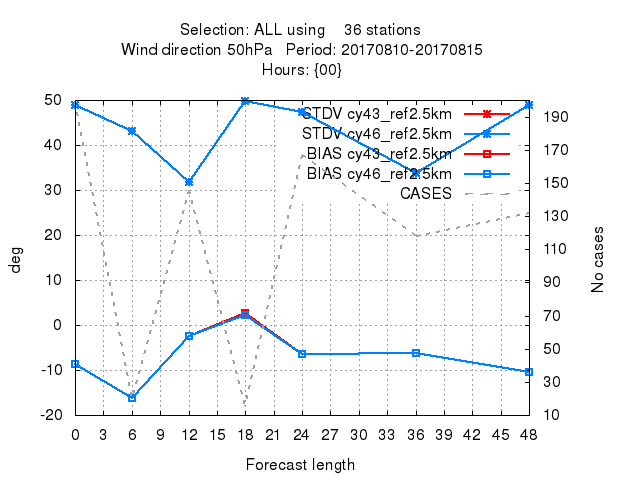 Selection: ALL using 36 stations
Wind direction 50hPa Period: 20170810-20170815
Hours: {00}
STDV cy43_ref2.5km
STDV cy46_ref2.5km
BIAS cy43_ref2.5km
BIAS cy46_ref2.5km
CASES
50
40
30
20
10
0
-10
-20
deg
190
170
150
130
110
90
70
50
30
10
No cases
0 3 6 9 12 15 18 21 24 27 30 33 36 39 42 45 48
Forecast length